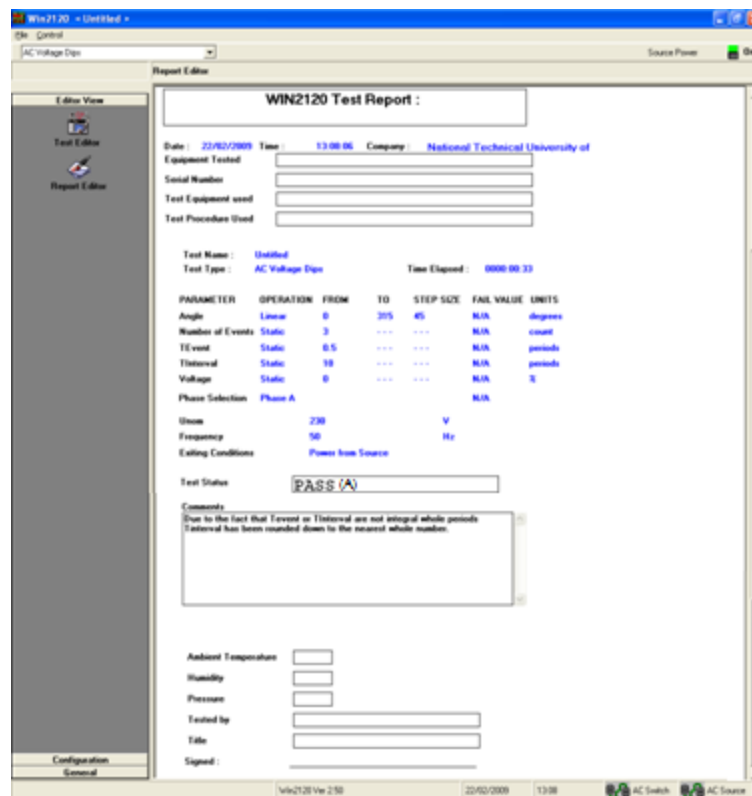 Win2120 - Untitled -
File Control
AC Voltage Dips
Source Power
On
Report Editor
Editor View
Test Editor
Report Editor
WIN2120 Test Report :
Date : 22/02/2009 Time : 13:08:06 Company : National Technical University of
Equipment Tested
Serial Number
Test Equipment used
Test Procedure Used
Test Name : Untitled
Test Type : AC Voltage Dips Time Elapsed : 0000:00:33
PARAMETER OPERATION FROM TO STEP SIZE FAIL VALUE UNITS
Angle Linear 0 315 45 N/A degrees
Number of Events Static 3 --- --- N/A count
TEvent Static 0.5 --- --- N/A periods
TInterval Static 10 --- --- N/A periods
Voltage Static 0 --- --- N/A %
Phase Selection Phase A N/A
Unom 230 V
Frequency 50 Hz
Exiting Conditions Power from Source
Test Status PASS (A)
Comments
Due to the fact that Tevent or TInterval are not integral whole periods
Tinterval has been rounded down to the nearest whole number.
Ambient Temperature
Humidity
Pressure
Tested by
Title
Signed :
Configuration
General
Win2120 Ver 2.50 22/02/2009 13:08 AC Switch AC Source